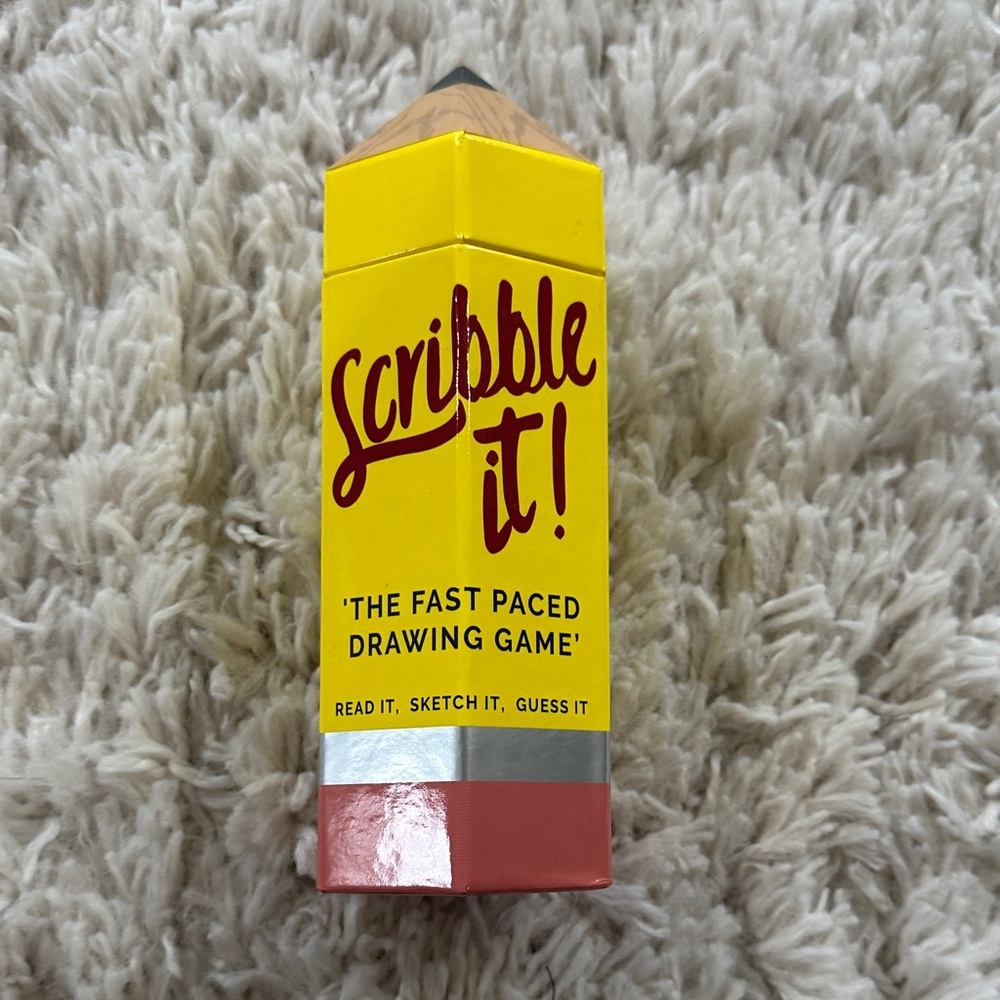 Scribble
it!
'THE FAST PACED
DRAWING GAME'
READ IT, SKETCH IT, GUESS IT